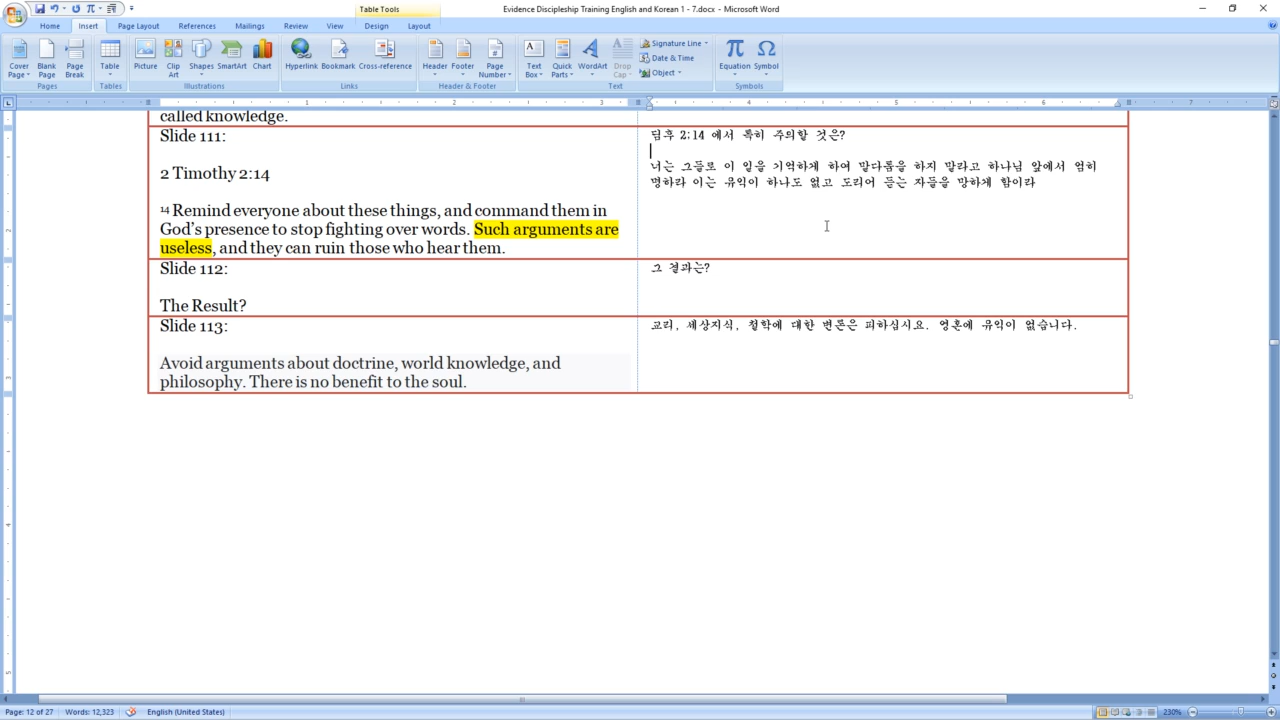 Table Tools
Evidence Discipleship Training English and Korean 1 - 7.docx - Microsoft Word
Home Insert Page Layout References Mailings Review View Design Layout
Cover Page Blank Page Page Break
Pages
Table
Tables
Picture Clip Art Shapes SmartArt Chart
Illustrations
Hyperlink Bookmark Cross-reference
Links
Header Footer Page Number
Header & Footer
Text Box Quick Parts WordArt Drop Cap
Signature Line
Date & Time
Object
Text
Equation Symbol
Symbols
1 2 3 4 5 6 7
called knowledge.
Slide 111:
2 Timothy 2:14
14 Remind everyone about these things, and command them in
God's presence to stop fighting over words. Such arguments are
useless, and they can ruin those who hear them.
딤후 2:14 에서 특히 주의할 것은?
너는 그들로 이 일을 기억하게 하여 말다툼을 하지 말라고 하나님 앞에서 엄히
명하라 이는 유익이 하나도 없고 도리어 듣는 자들을 망하게 함이라
Slide 112:
The Result?
그 결과는?
Slide 113:
Avoid arguments about doctrine, world knowledge, and
philosophy. There is no benefit to the soul.
교리, 세상지식, 철학에 대한 변론은 피하십시요. 영혼에 유익이 없습니다.
2
3
4
5
Page: 12 of 27 Words: 12,323 English (United States) 230%